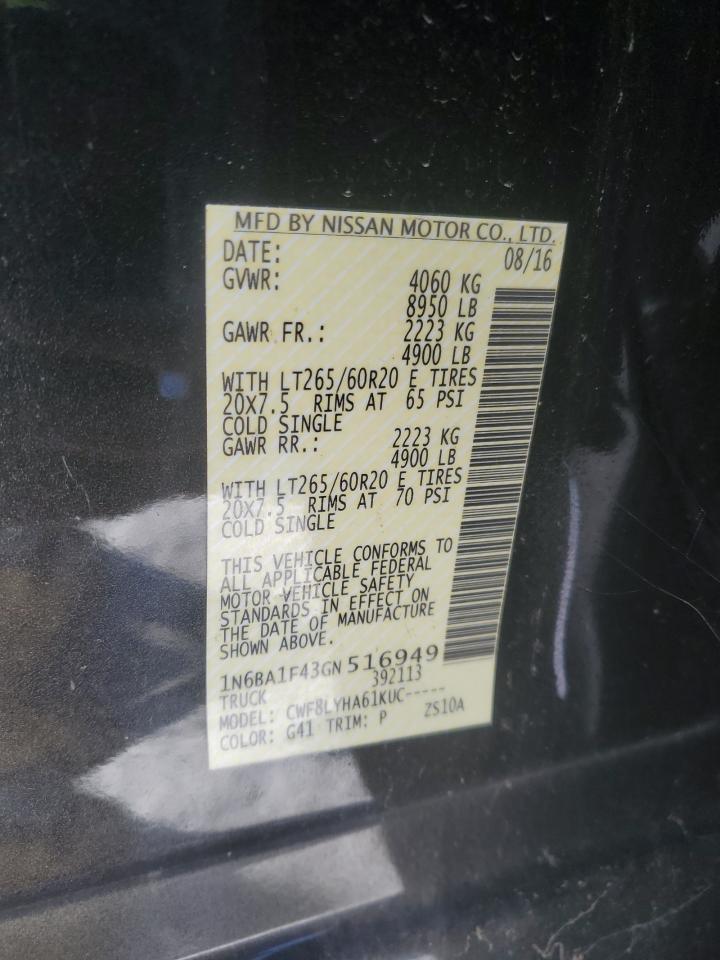 MFD BY NISSAN MOTOR CO., LTD.
DATE: 08/16
GVWR: 4060 KG
8950 LB
GAWR FR.: 2223 KG
4900 LB
WITH LT265/60R20 E TIRES
20X7.5 RIMS AT 65 PSI
COLD SINGLE
GAWR RR.: 2223 KG
4900 LB
WITH LT265/60R20 E TIRES
20X7.5 RIMS AT 70 PSI
COLD SINGLE
THIS VEHICLE CONFORMS TO
ALL APPLICABLE FEDERAL
MOTOR VEHICLE SAFETY
STANDARDS IN EFFECT ON
THE DATE OF MANUFACTURE
SHOWN ABOVE.
1N6BA1F43GN 516949
TRUCK 392113
MODEL: CWF8LYHA61KUC-----
COLOR: G41 TRIM: P ZS10A